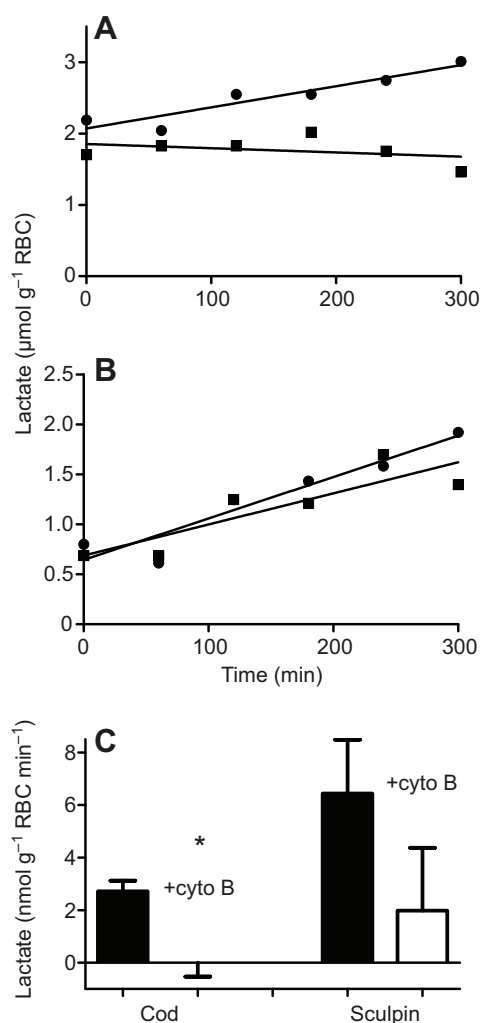 A
3
2
1
0
0
100
200
300
Lactate (μmol g⁻¹ RBC)
B
2.5
2.0
1.5
1.0
0.5
0
0
100
200
300
Time (min)
C
8
6
4
2
0
Lactate (nmol g⁻¹ RBC min⁻¹)
+cyto B
*
+cyto B
Cod
Sculpin